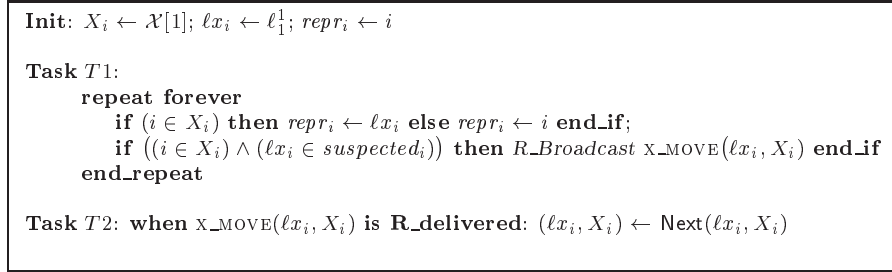 Init: X_i ← 𝒳[1]; ℓx_i ← ℓ_1^1; repr_i ← i
Task T1:
repeat forever
if (i ∈ X_i) then repr_i ← ℓx_i else repr_i ← i end_if;
if ((i ∈ X_i) ∧ (ℓx_i ∈ suspected_i)) then R_Broadcast X_MOVE(ℓx_i, X_i) end_if
end_repeat
Task T2: when X_MOVE(ℓx_i, X_i) is R_delivered: (ℓx_i, X_i) ← Next(ℓx_i, X_i)